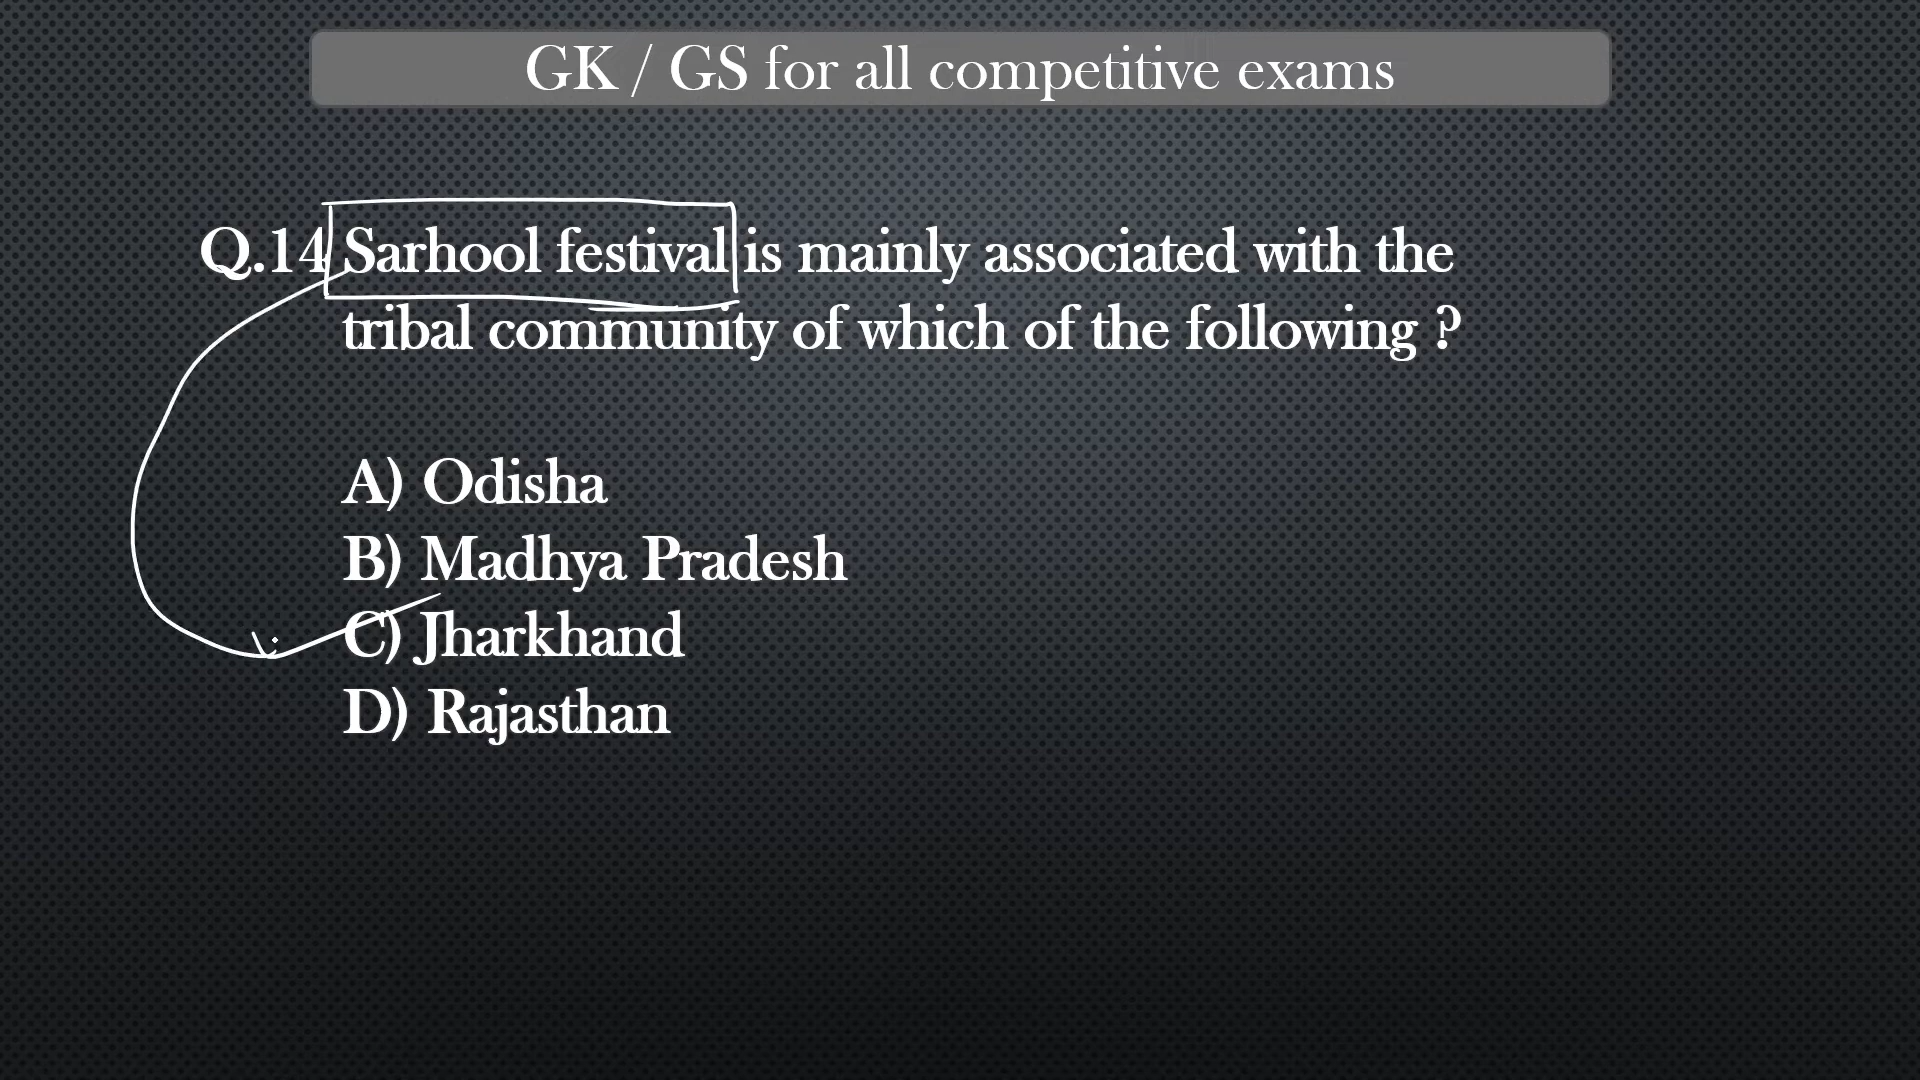 GK / GS for all competitive exams
Q.14 Sarhool festival is mainly associated with the
tribal community of which of the following ?
A) Odisha
B) Madhya Pradesh
C) Jharkhand
D) Rajasthan